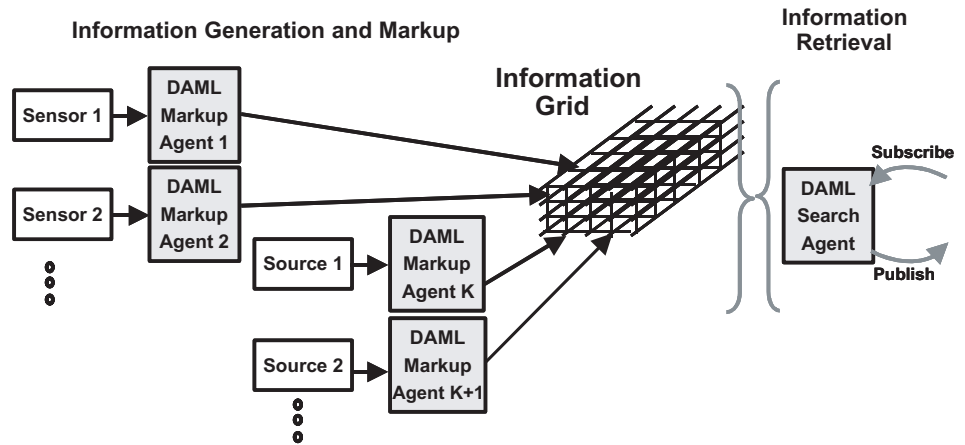 Information Generation and Markup
Information
Retrieval
Information
Grid
Sensor 1
DAML
Markup
Agent 1
Sensor 2
DAML
Markup
Agent 2
Source 1
DAML
Markup
Agent K
Source 2
DAML
Markup
Agent K+1
DAML
Search
Agent
Subscribe
Publish